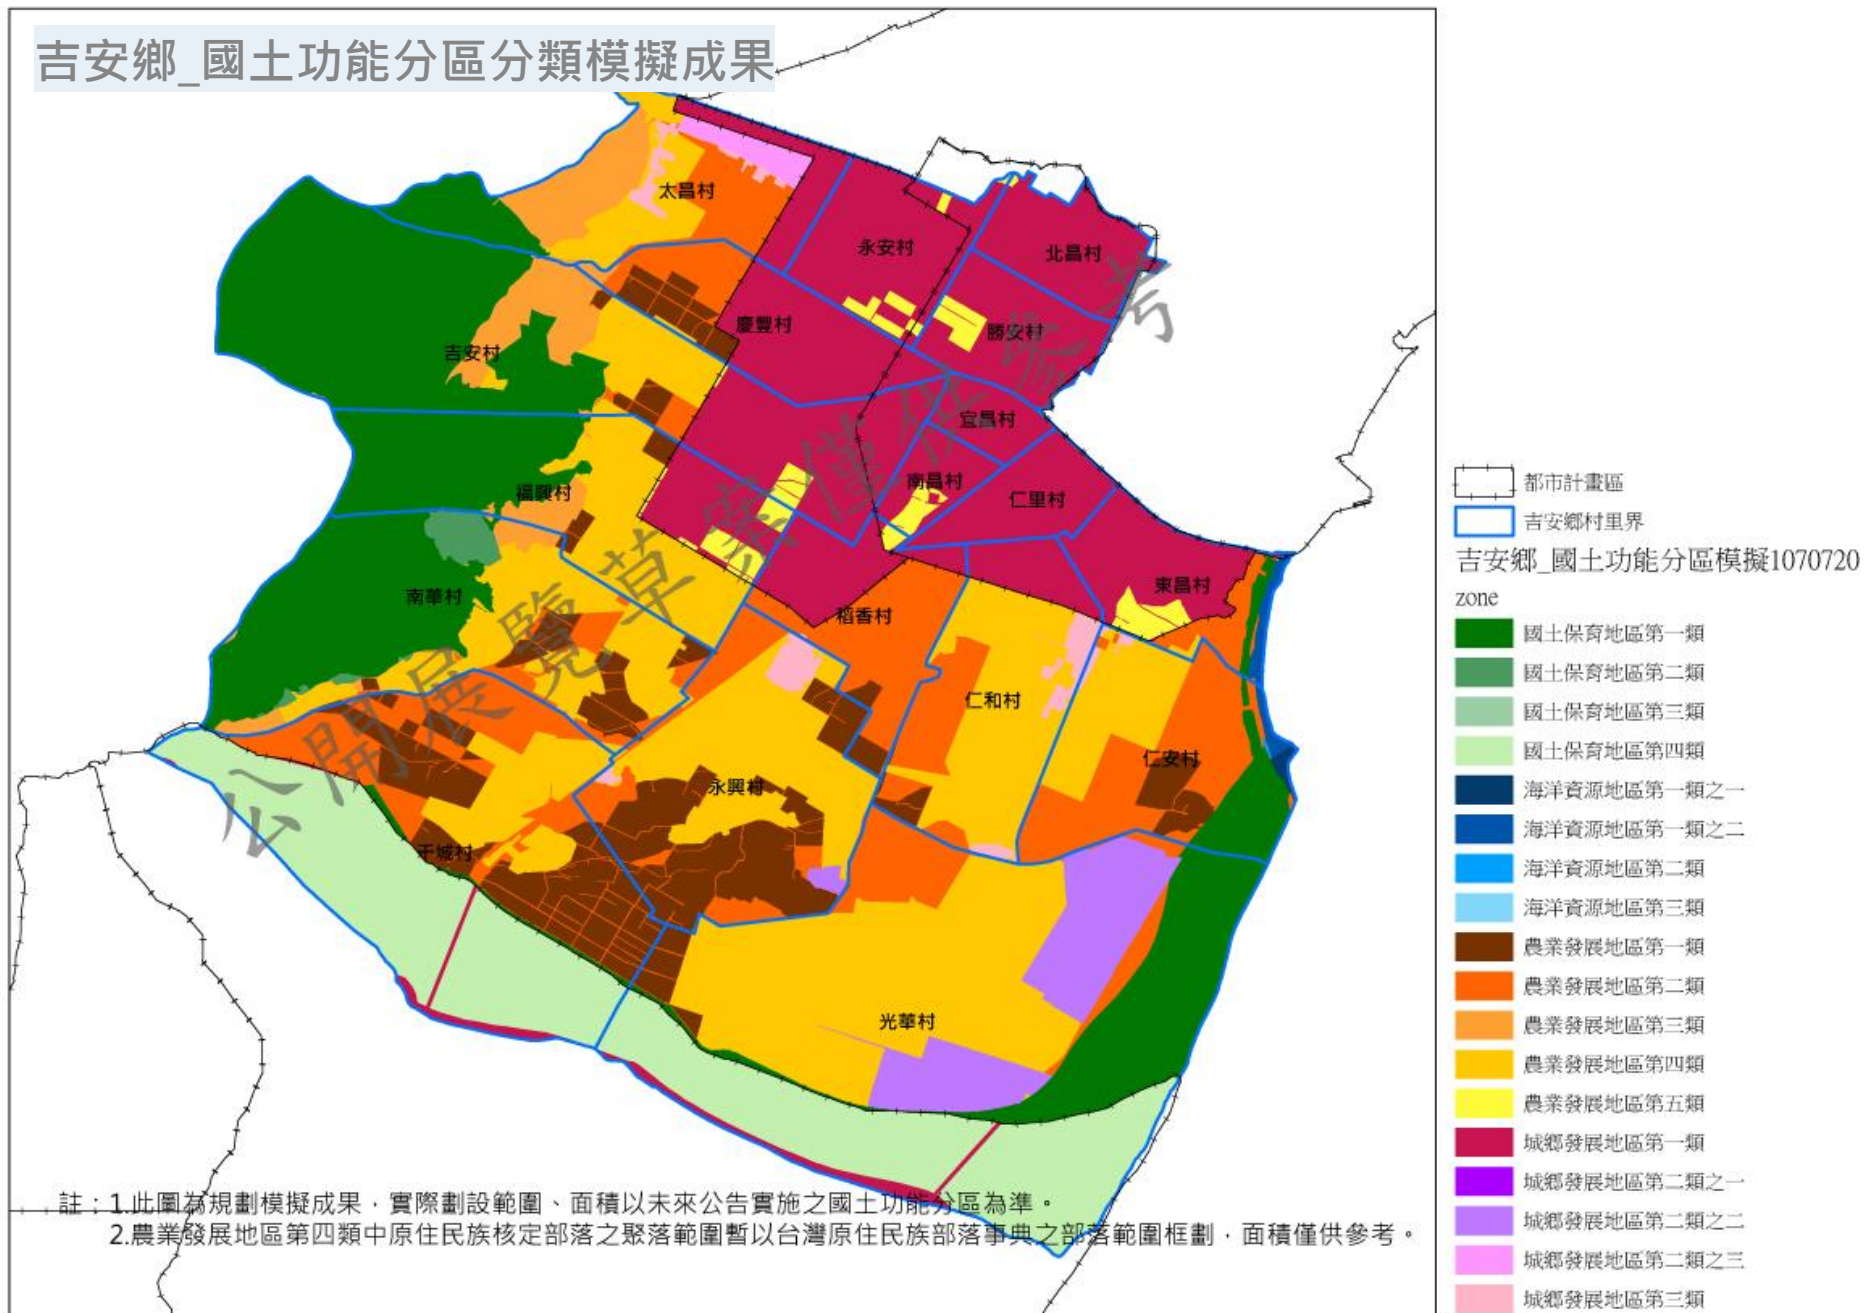 吉安鄉_國土功能分區分類模擬成果
太昌村
永安村
北昌村
慶豐村
勝安村
吉安村
宜昌村
南昌村
仁里村
福興村
東昌村
南華村
稻香村
仁和村
仁安村
永興村
干城村
光華村
公開展覽草案僅供參考
註：1.此圖為規劃模擬成果，實際劃設範圍、面積以未來公告實施之國土功能分區為準。
2.農業發展地區第四類中原住民族核定部落之聚落範圍暫以台灣原住民族部落事典之部落範圍框劃，面積僅供參考。
都市計畫區
吉安鄉村里界
吉安鄉_國土功能分區模擬1070720
zone
國土保育地區第一類
國土保育地區第二類
國土保育地區第三類
國土保育地區第四類
海洋資源地區第一類之一
海洋資源地區第一類之二
海洋資源地區第二類
海洋資源地區第三類
農業發展地區第一類
農業發展地區第二類
農業發展地區第三類
農業發展地區第四類
農業發展地區第五類
城鄉發展地區第一類
城鄉發展地區第二類之一
城鄉發展地區第二類之二
城鄉發展地區第二類之三
城鄉發展地區第三類